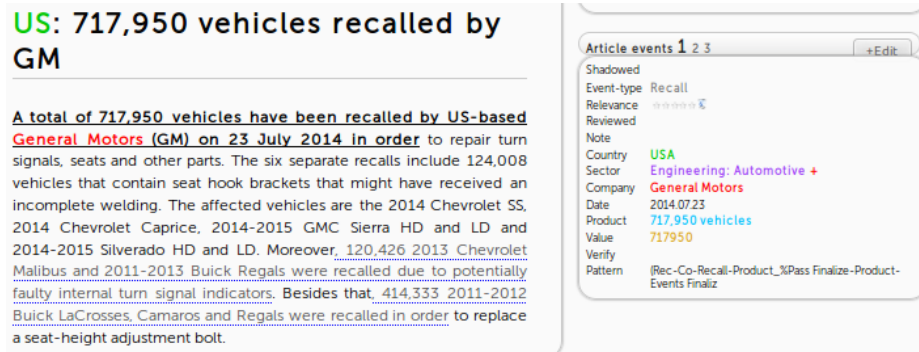 US: 717,950 vehicles recalled by
GM
A total of 717,950 vehicles have been recalled by US-based
General Motors (GM) on 23 July 2014 in order to repair turn
signals, seats and other parts. The six separate recalls include 124,008
vehicles that contain seat hook brackets that might have received an
incomplete welding. The affected vehicles are the 2014 Chevrolet SS,
2014 Chevrolet Caprice, 2014-2015 GMC Sierra HD and LD and
2014-2015 Silverado HD and LD. Moreover, 120,426 2013 Chevrolet
Malibus and 2011-2013 Buick Regals were recalled due to potentially
faulty internal turn signal indicators. Besides that, 414,333 2011-2012
Buick LaCrosses, Camaros and Regals were recalled in order to replace
a seat-height adjustment bolt.
Article events 1 2 3
+Edit
Shadowed
Event-type Recall
Relevance
Reviewed
Note
Country USA
Sector Engineering: Automotive +
Company General Motors
Date 2014.07.23
Product 717,950 vehicles
Value 717950
Verify
Pattern (Rec-Co-Recall-Product_%Pass Finalize-Product-
Events Finaliz